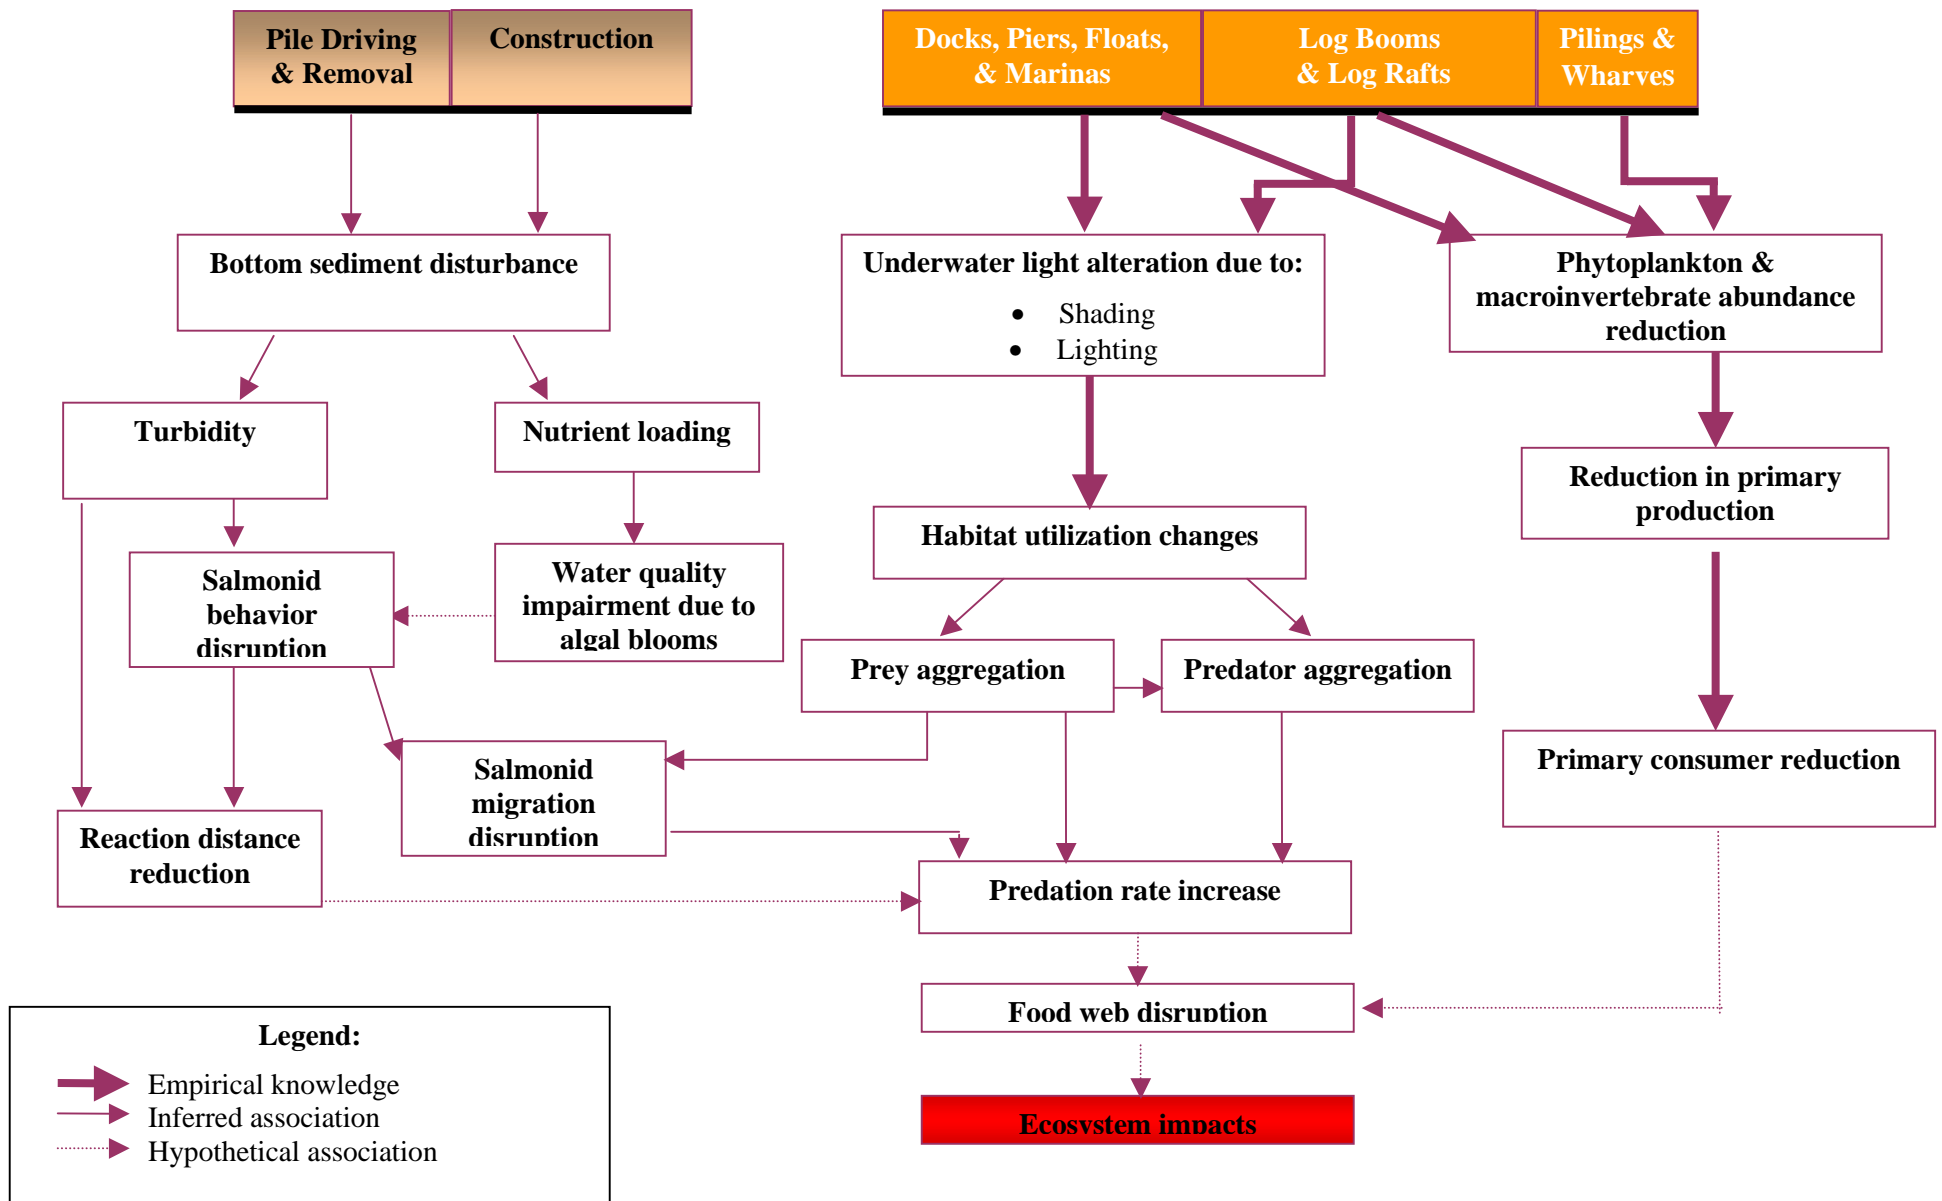 Pile Driving
& Removal
Construction
Docks, Piers, Floats,
& Marinas
Log Booms
& Log Rafts
Pilings &
Wharves
Bottom sediment disturbance
Underwater light alteration due to:
• Shading
• Lighting
Phytoplankton &
macroinvertebrate abundance
reduction
Turbidity
Nutrient loading
Reduction in primary
production
Habitat utilization changes
Salmonid
behavior
disruption
Water quality
impairment due to
algal blooms
Prey aggregation
Predator aggregation
Salmonid
migration
disruption
Primary consumer reduction
Reaction distance
reduction
Predation rate increase
Food web disruption
Ecosystem impacts
Legend:
Empirical knowledge
Inferred association
Hypothetical association